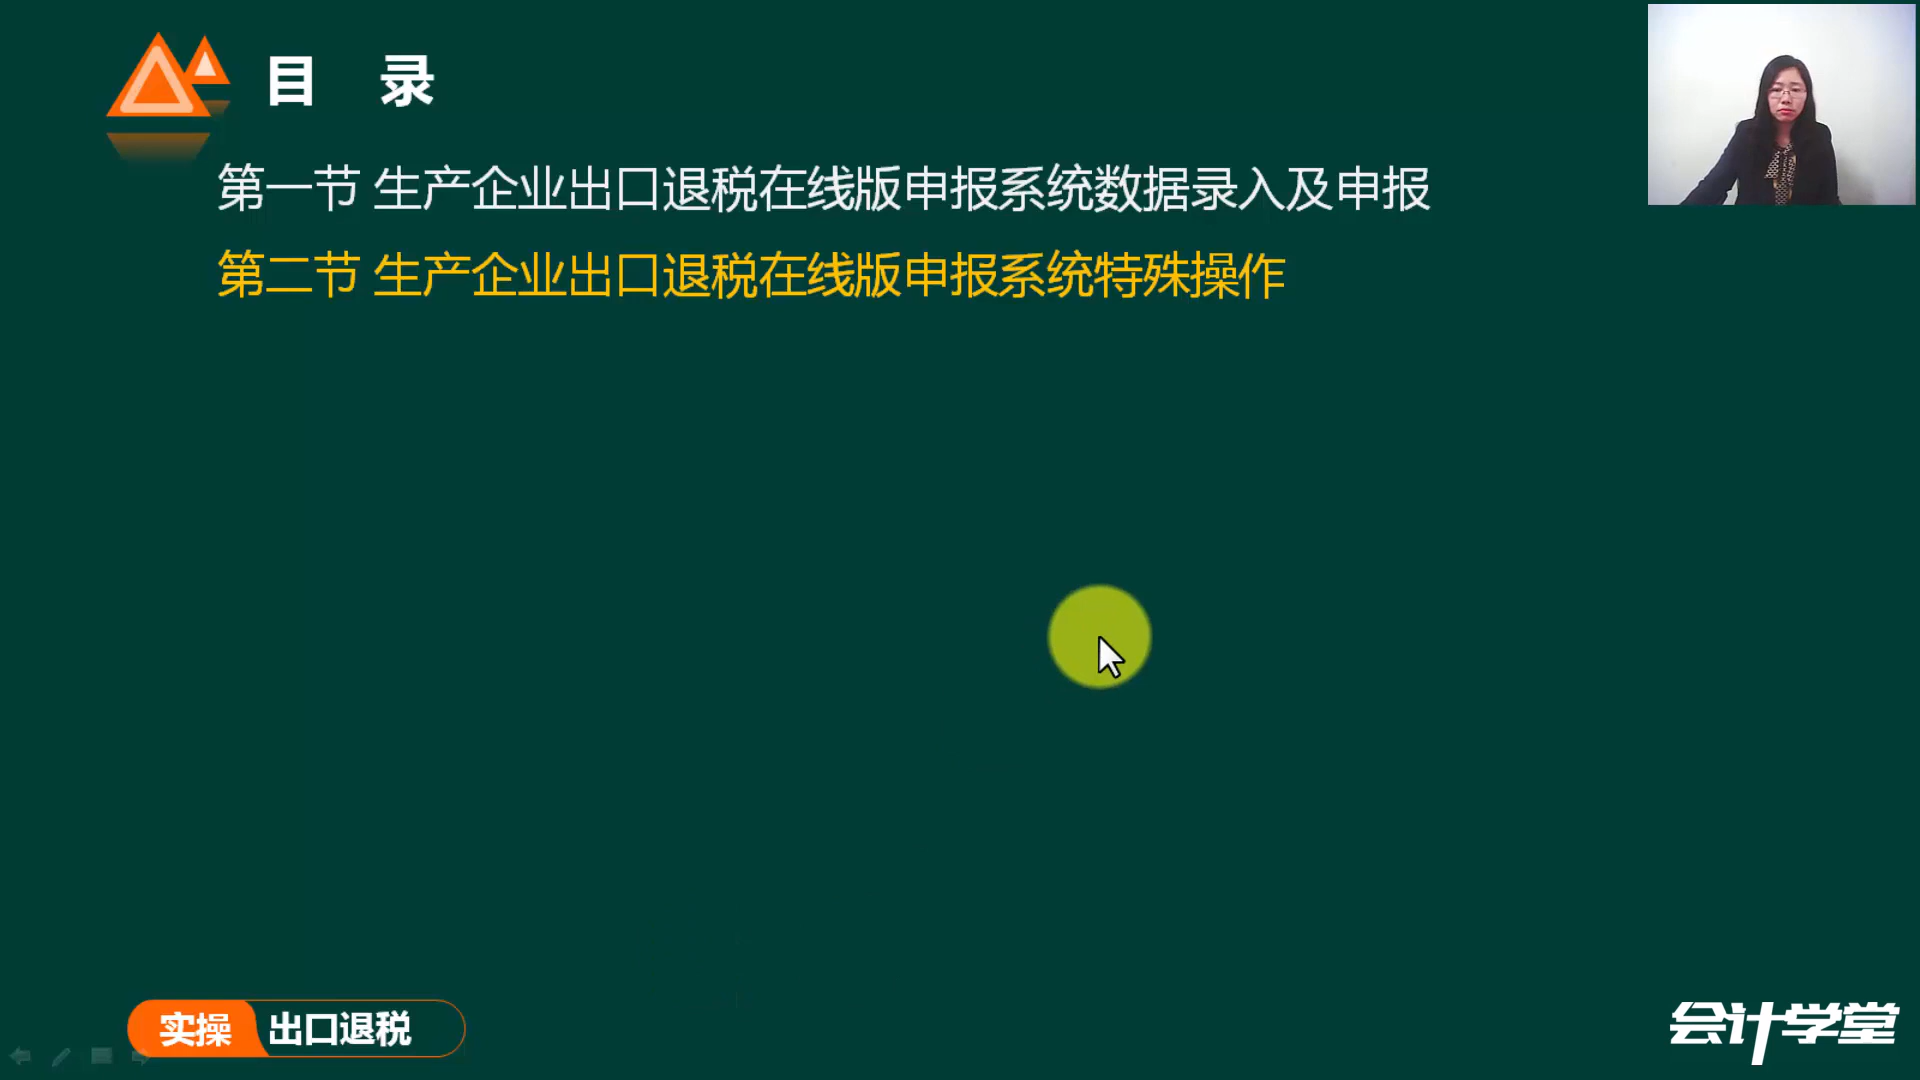 目 录
第一节 生产企业出口退税在线版申报系统数据录入及申报
第二节 生产企业出口退税在线版申报系统特殊操作
实操 出口退税
会计学堂